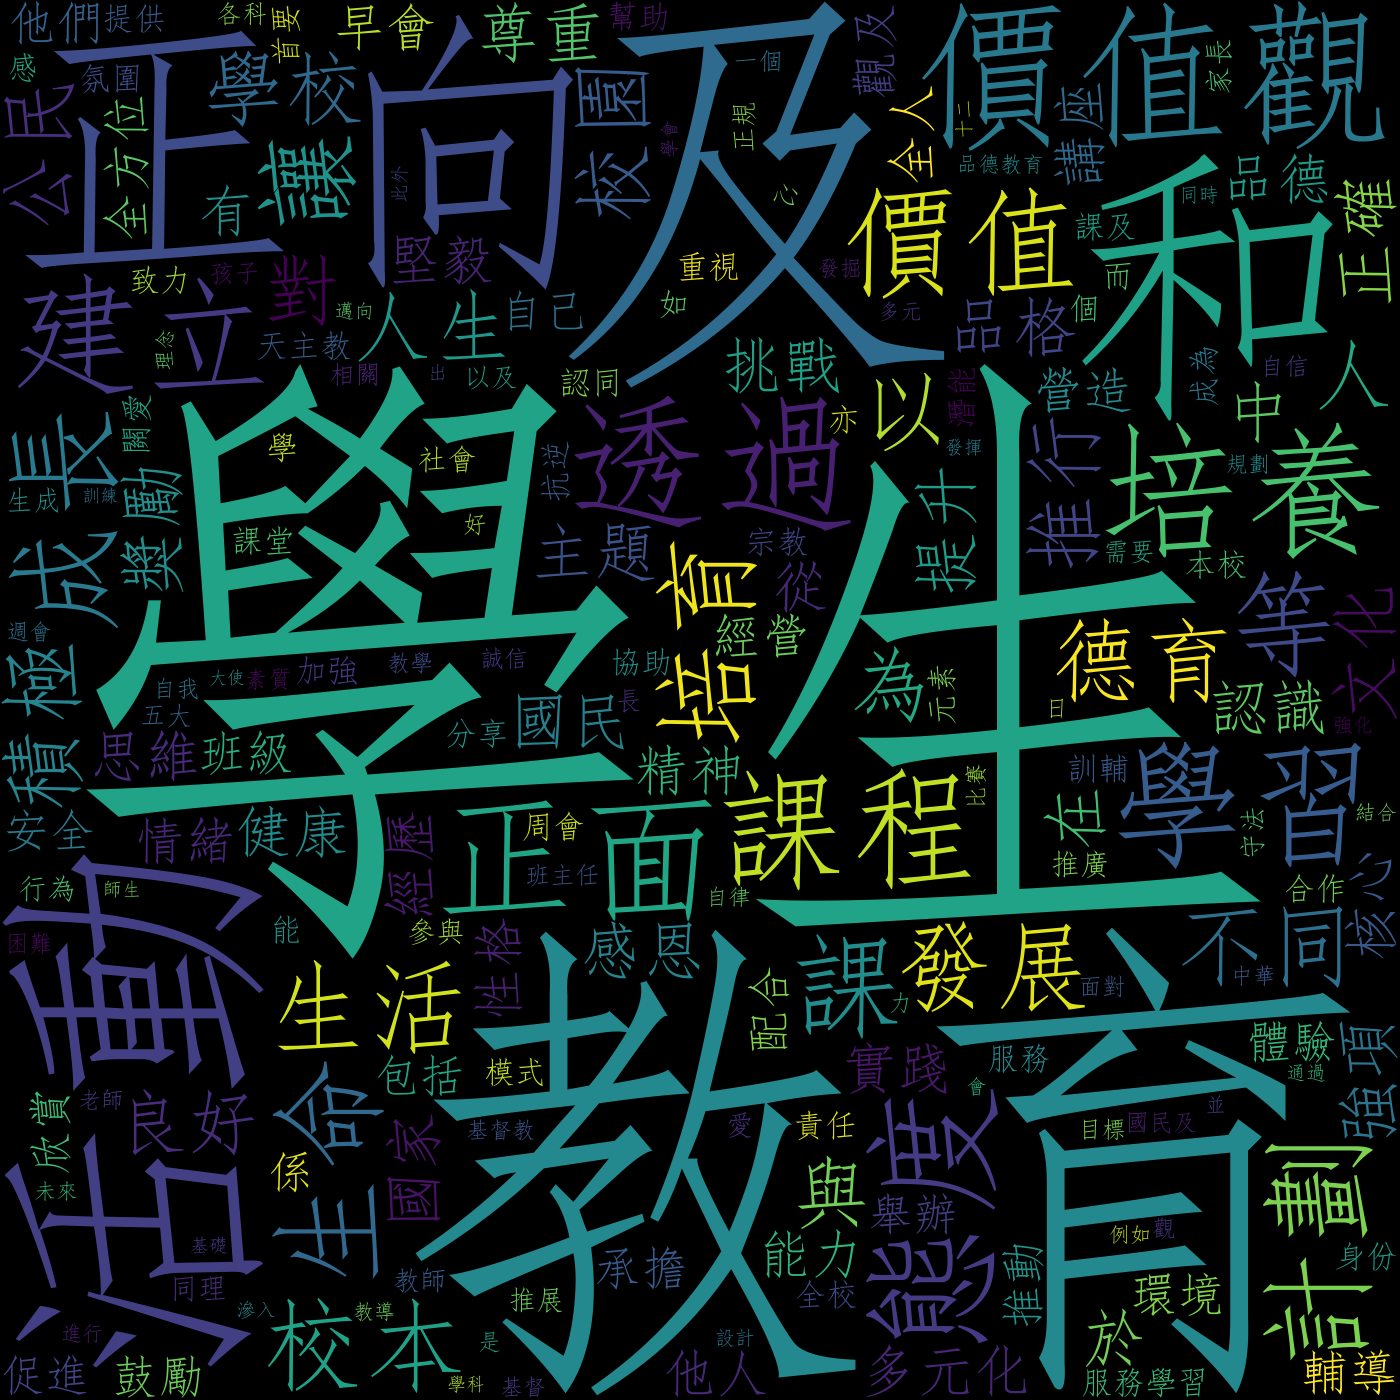 他們
提供
各科
首要
早會
尊重
幫助
正向
及
一個
觀及
價值觀
家長
感
氛圍
學校
校園
公民
全方位
有
讓
學會
正規
此外
心
全人
十二
講座
品德教育
品德
同時
正確
和
價值
堅毅
重視
發掘
課及
而
品格
致力
孩子
對
建立
人生
自己
如
多元
個
邁向
理念
天主教
相關
出
以及
認同
挑戰
亦
以
潛能
營造
成為
中
自信
人
關愛
學
社會
抗逆
透過
發揮
推行
規劃
培養
成長
生成
訓練
獎勵
課堂
好
主題
宗教
從
提升
需要
本校
等
學生
培育
經營
為
元素
曰
德育
認識
文化
強化
週會
積極
自我
大使
素質
加強
教學
誠信
協助
長
五大
思維
班級
分享
國民
精神
訓輔
學習
安全
情緒
健康
經歷
正面
周會
課程
比賽
在
守法
結合
行為
師生
班主任
自律
推廣
合作
核心
困難
能
參與
性格
感恩
課
發展
不同
中華
活動
生活
配合
力
面對
欣賞
老師
良好
生命
包括
模式
實踐
服務
體驗
通過
強項
基督教
愛
責任
會
目標
國民及
並
未來
係
國家
教育
與
態度
舉辦
例如
觀
計劃
基礎
同理
教師
承擔
能力
推動
環境
身份
滲入
教導
推展
全校
進行
校本
是
設計
於
促進
鼓勵
學科
基督
他人
多元化
服務學習
輔導